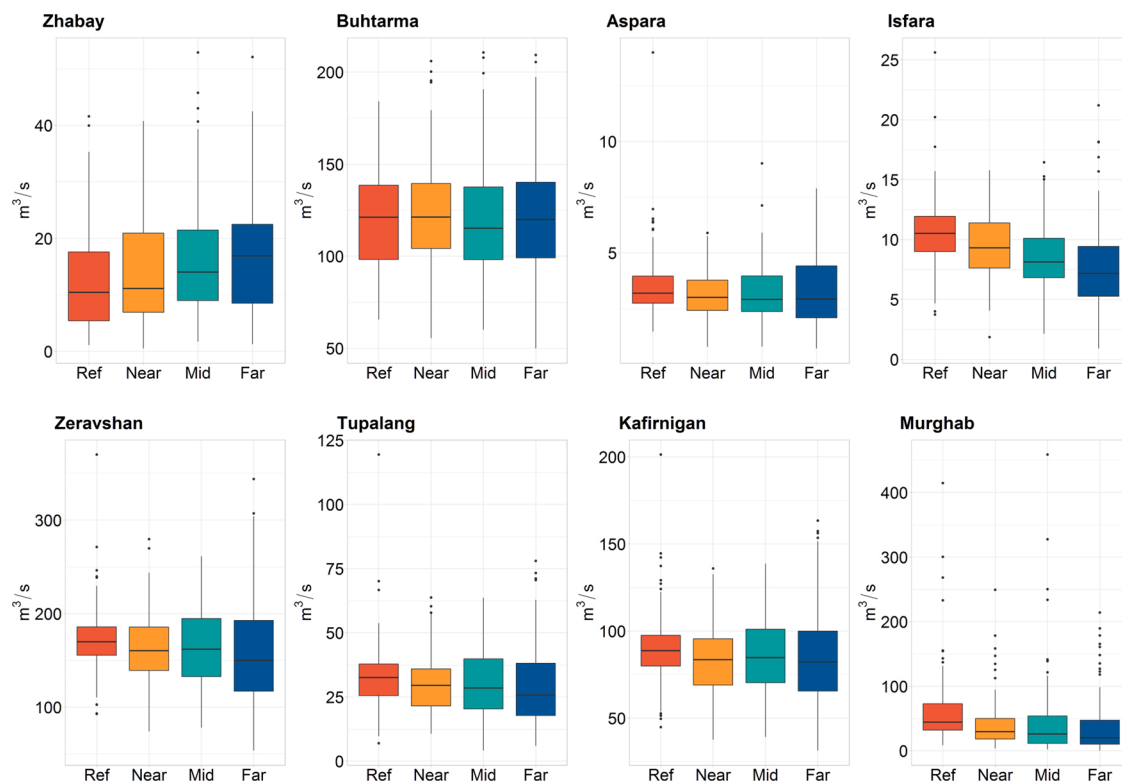 Zhabay
m³/s
40
20
0
Ref Near Mid Far
Buhtarma
m³/s
200
150
100
50
Ref Near Mid Far
Aspara
m³/s
10
5
Ref Near Mid Far
Isfara
m³/s
25
20
15
10
5
0
Ref Near Mid Far
Zeravshan
m³/s
300
200
100
Ref Near Mid Far
Tupalang
m³/s
125
100
75
50
25
0
Ref Near Mid Far
Kafirnigan
m³/s
200
150
100
50
Ref Near Mid Far
Murghab
m³/s
400
300
200
100
0
Ref Near Mid Far